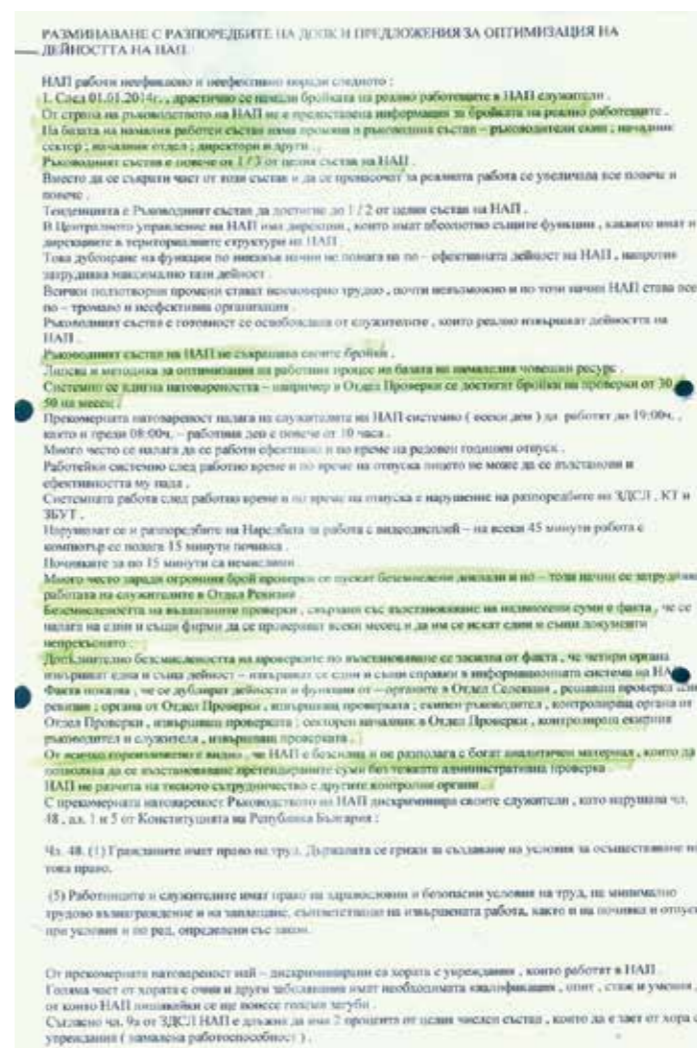 РАЗМИНАВАНЕ С РАЗПОРЕДБИТЕ НА ДОПК И ПРЕДЛОЖЕНИЯ ЗА ОПТИМИЗАЦИЯ НА
ДЕЙНОСТТА НА НАП.
НАП работи неефикасно и неефективно поради следното :
1. След 01.01.2014г. , драстично се намали бройката на реално работещите в НАП служители .
От страна на ръководството на НАП не е предоставена информация за бройката на реално работещите .
На базата на намалия работен състав няма промяна в ръководния състав – ръководители екип ; началник
сектор ; началник отдел ; директори и други .
Ръководният състав е повече от 1 / 3 от целия състав на НАП .
Вместо да се съкрати част от този състав и да се пренасочат за реалната работа се увеличава все повече и
повече .
Тенденцията е Ръководният състав да достигне до 1 / 2 от целия състав на НАП .
В Централното управление на НАП има дирекции , които имат абсолютно същите функции , каквито имат и
дирекциите в териториалните структури на НАП
Това дублиране на функции по никакъв начин не помага на по – ефективната дейност на НАП , напротив
затруднява максимално тази дейност .
Всички ползотворни промени стават неимоверно трудно , почти невъзможно и по този начин НАП става все
по – тромаво и неефективна организация .
Ръководният състав с готовност се освобождава от служителите , които реално извършват дейността на
НАП .
Ръководният състав на НАП не съкращава своите бройки .
Липсва и методика за оптимизация на работния процес на базата на намаления човешки ресурс .
Системно се вдига натовареността – например в Отдел Проверки се достигат бройки на проверки от 30
50 на месец .
Прекомерната натовареност налага на служителите на НАП системно ( всеки ден ) да работят до 19:00ч. ,
както и преди 08:00ч. – работния ден е повече от 10 часа .
Много често се налага да се работи ефективно и по време на редовен годишен отпуск .
Работейки системно след работно време и по време на отпуска лицето не може да се възстанови и
ефективността му пада .
Системната работа след работно време и по време на отпуска е нарушение на разпоредбите на ЗДСЛ , КТ и
ЗБУТ .
Нарушават се и разпоредбите на Наредбата за работа с видеодисплей – на всеки 45 минути работа с
компютър се полага 15 минути почивка .
Почивките за по 15 минути са немислими .
Много често заради огромния брой проверки се пускат безсмислени доклади и по – този начин се затруднява
работата на служителите в Отдел Ревизии .
Безсмислеността на възлаганите проверки , свързани със възстановяване на надвнесени суми е факта , че се
налага на едни и същи фирми да се проверяват всеки месец и да им се искат едни и същи документи
непрекъснато .
Допълнително безсмислеността на проверките по възстановяване се засилва от факта , че четири органа
извършват една и съща дейност – извършват се едни и същи справки в информационната система на НАП
Факта показва , че се дублират дейности и функции от – органите в Отдел Селекция , решаващ проверка или
ревизия ; органа от Отдел Проверки , извършващ проверката ; екипен ръководител , контролиращ органа от
Отдел Проверки , извършващ проверката ; секторен началник в Отдел Проверки , контролиращ екипния
ръководител и служителя , извършващ проверката .
От всичко гореизложено е видно , че НАП е безсилна и не разполага с богат аналитичен материал , който да
позволява да се възстановяване претендираните суми без тежката административна проверка .
НАП не разчита на тясното сътрудничество с другите контролни органи .
С прекомерната натовареност Ръководството на НАП дискриминира своите служители , като нарушава чл.
48 , ал. 1 и 5 от Конституцията на Република България :
Чл. 48. (1) Гражданите имат право на труд. Държавата се грижи за създаване на условия за осъществяване на
това право.
(5) Работниците и служителите имат право на здравословни и безопасни условия на труд, на минимално
трудово възнаграждение и на заплащане, съответстващо на извършената работа, както и на почивка и отпуск
при условия и по ред, определени със закон.
От прекомерната натовареност най – дискриминирани са хората с увреждания , които работят в НАП .
Голяма част от хората с очни и други заболявания имат необходимата квалификация , опит , стаж и умения ,
от които НАП лишавайки се ще понесе големи загуби .
Съгласно чл. 9а от ЗДСЛ НАП е длъжна да има 2 процента от целия числен състав , които да е зает от хора с
увреждания ( намалена работоспособност ) .